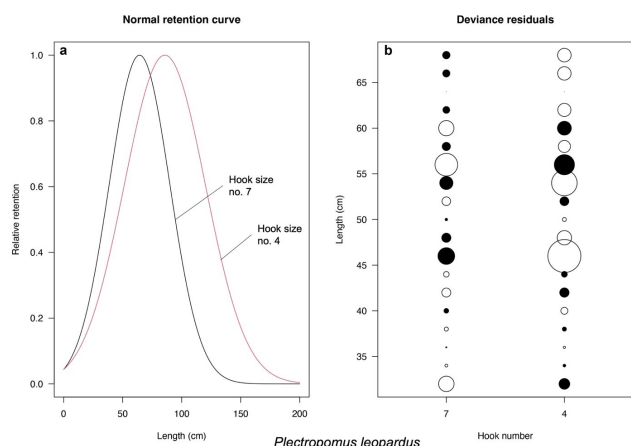 Normal retention curve
a
1.0
0.8
0.6
0.4
0.2
0.0
Relative retention
Hook size
no. 7
Hook size
no. 4
0 50 100 150 200
Length (cm)
Deviance residuals
b
65
60
55
50
45
40
35
Length (cm)
7 4
Hook number
Plectropomus leopardus